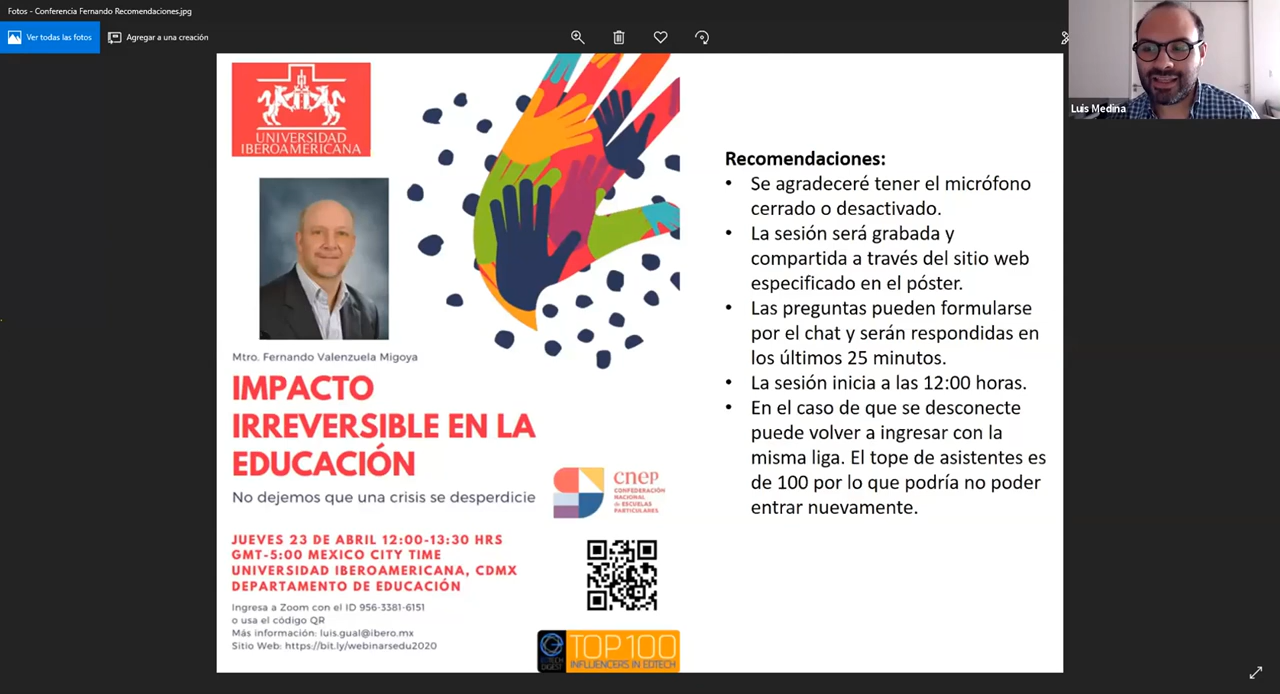 Fotos - Conferencia Fernando Recomendaciones.jpg
Ver todas las fotos
Agregar a una creación
Luis Medina
UNIVERSIDAD
IBEROAMERICANA
Mtro. Fernando Valenzuela Migoya
IMPACTO
IRREVERSIBLE EN LA
EDUCACIÓN
No dejemos que una crisis se desperdicie
cnep
CONFEDERACIÓN
NACIONAL
de ESCUELAS
PARTICULARES
JUEVES 23 DE ABRIL 12:00-13:30 HRS
GMT-5:00 MEXICO CITY TIME
UNIVERSIDAD IBEROAMERICANA, CDMX
DEPARTAMENTO DE EDUCACIÓN
Ingresa a Zoom con el ID 956-3381-6151
o usa el código QR
Más información: luis.gual@ibero.mx
Sitio Web: https://bit.ly/webinarsedu2020
EDTECH
DIGEST
TOP100
INFLUENCERS IN EDTECH
Recomendaciones:
• Se agradeceré tener el micrófono
cerrado o desactivado.
• La sesión será grabada y
compartida a través del sitio web
especificado en el póster.
• Las preguntas pueden formularse
por el chat y serán respondidas en
los últimos 25 minutos.
• La sesión inicia a las 12:00 horas.
• En el caso de que se desconecte
puede volver a ingresar con la
misma liga. El tope de asistentes es
de 100 por lo que podría no poder
entrar nuevamente.